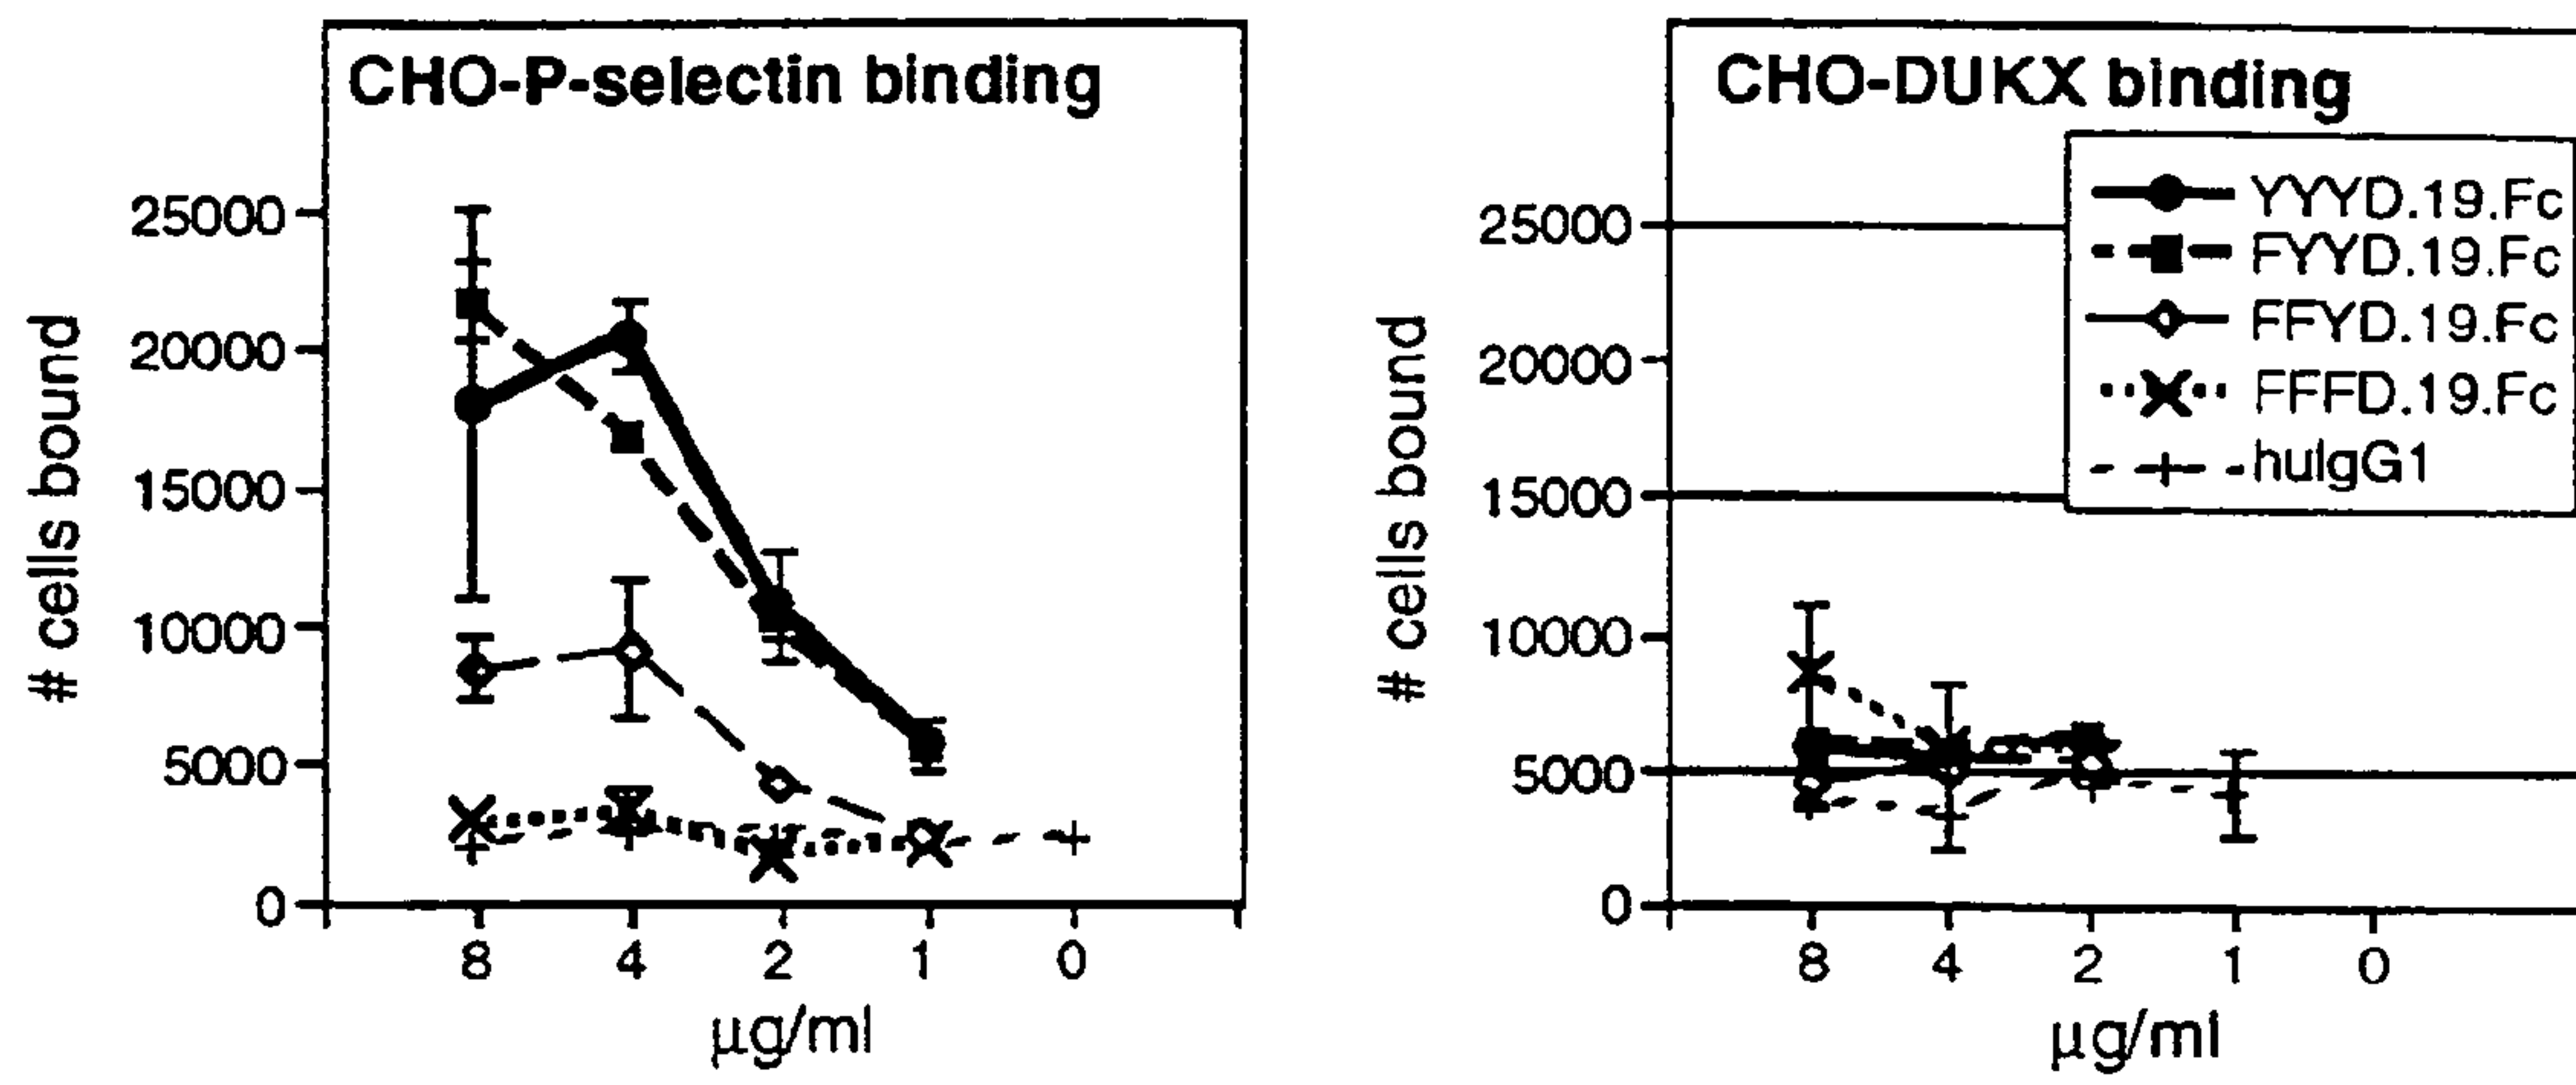 CHO-P-selectin binding
25000
20000
15000
10000
5000
0
# cells bound
8 4 2 1 0
µg/ml
CHO-DUKX binding
25000
20000
15000
10000
5000
0
# cells bound
8 4 2 1 0
µg/ml
YYYD.19.Fc
FYYD.19.Fc
FFYD.19.Fc
FFFD.19.Fc
huIgG1